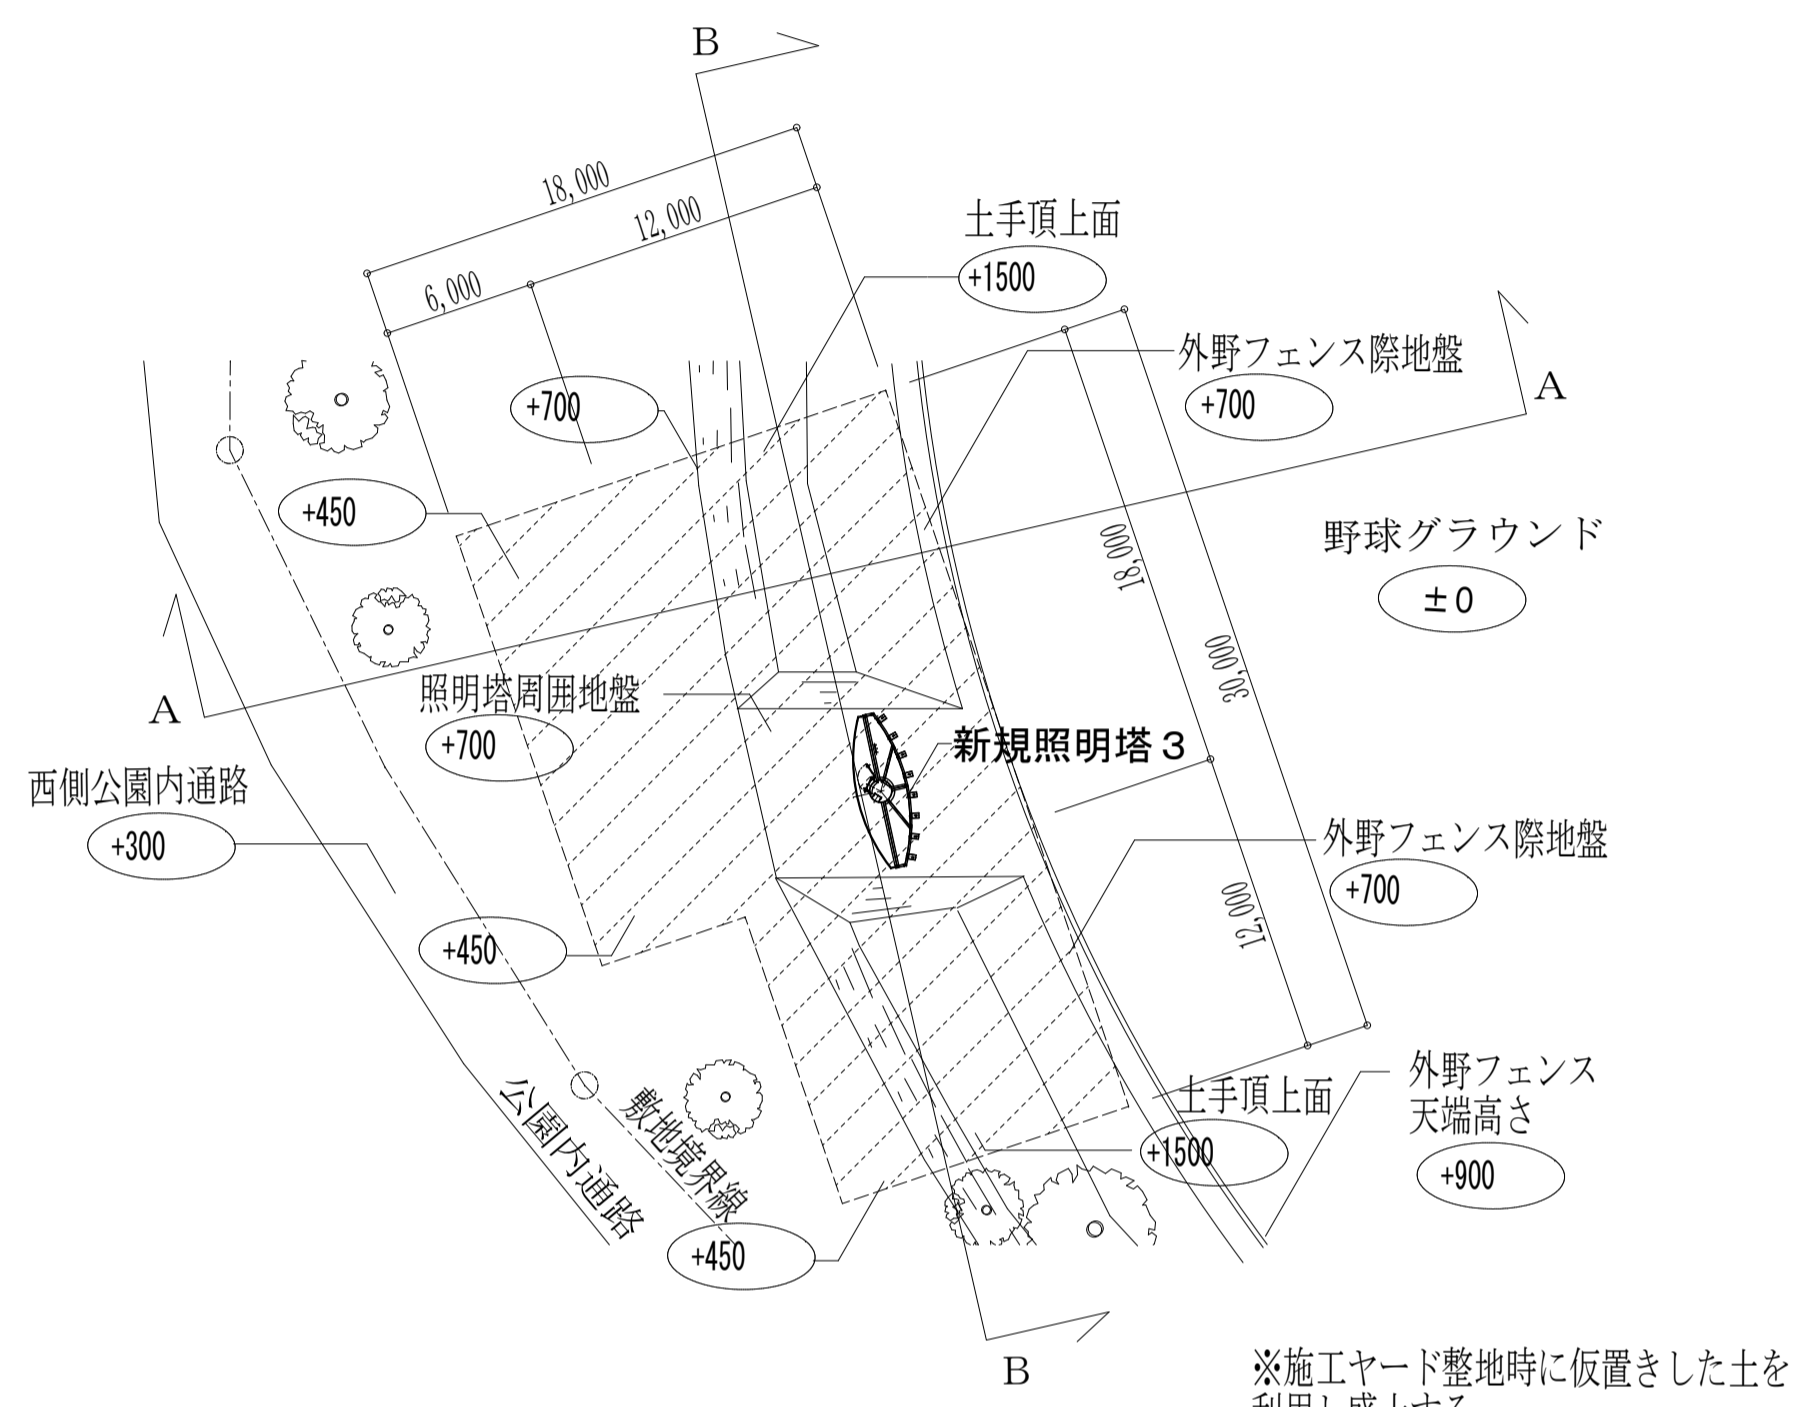 B
18,000
12,000
6,000
土手頂上面
+1500
外野フェンス際地盤
+700
A
+700
+450
18,000
野球グラウンド
±0
30,000
A
照明塔周囲地盤
+700
新規照明塔3
西側公園内通路
+300
外野フェンス際地盤
+700
12,000
+450
公園内通路
敷地境界線
土手頂上面
+1500
外野フェンス
天端高さ
+900
+450
B
※施工ヤード整地時に仮置きした土を